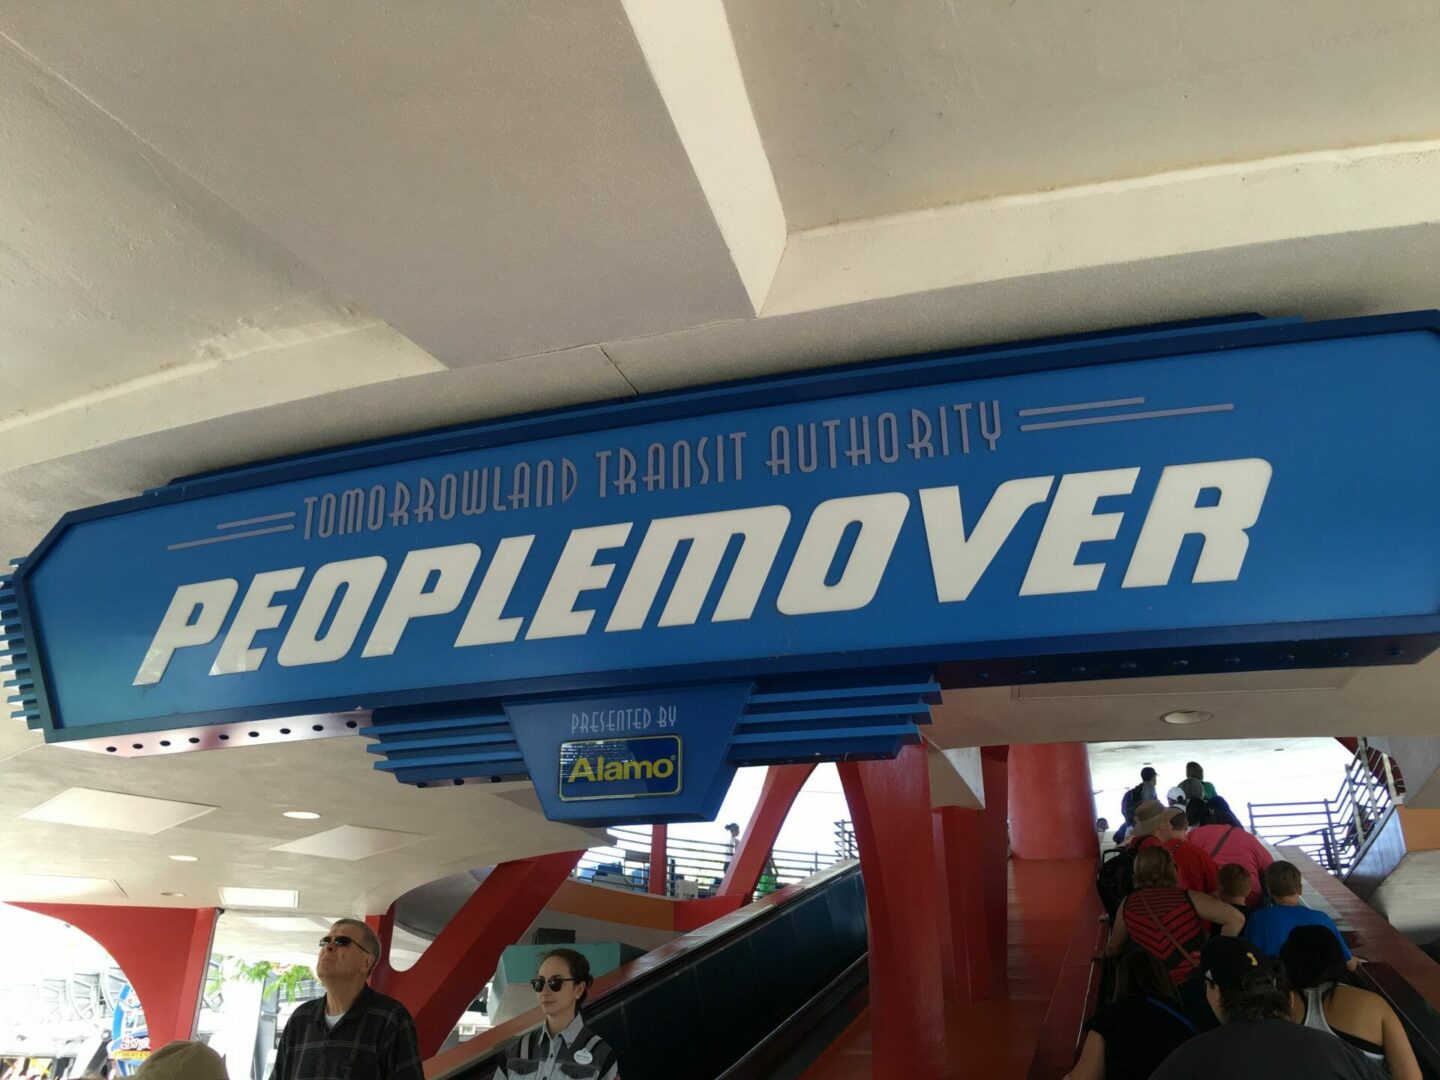 TOMORROWLAND TRANSIT AUTHORITY
PEOPLEMOVER
PRESENTED BY
Alamo®